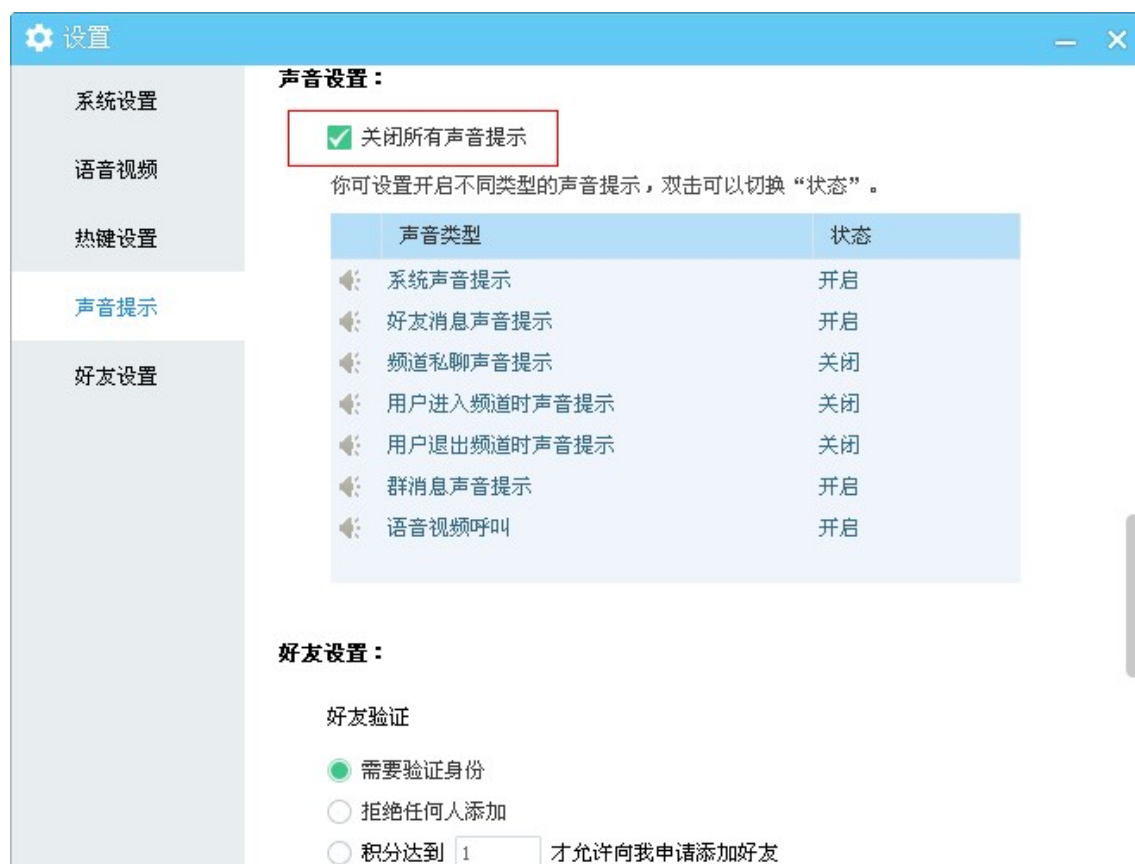 设置
系统设置
语音视频
热键设置
声音提示
好友设置
声音设置：
关闭所有声音提示
你可设置开启不同类型的声音提示，双击可以切换“状态”。
声音类型 状态
系统声音提示 开启
好友消息声音提示 开启
频道私聊声音提示 关闭
用户进入频道时声音提示 关闭
用户退出频道时声音提示 关闭
群消息声音提示 开启
语音视频呼叫 开启
好友设置：
好友验证
需要验证身份
拒绝任何人添加
积分达到 1 才允许向我申请添加好友